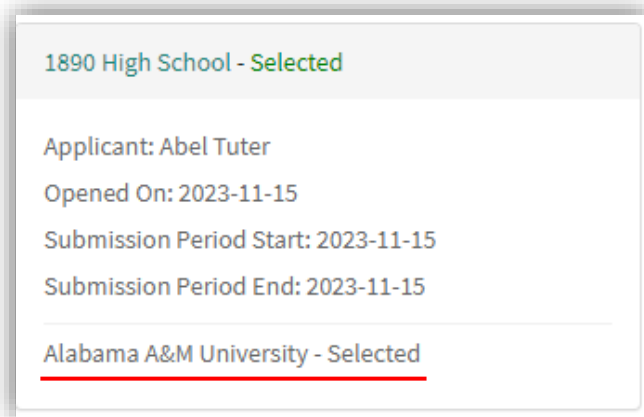 1890 High School - Selected
Applicant: Abel Tuter
Opened On: 2023-11-15
Submission Period Start: 2023-11-15
Submission Period End: 2023-11-15
Alabama A&M University - Selected